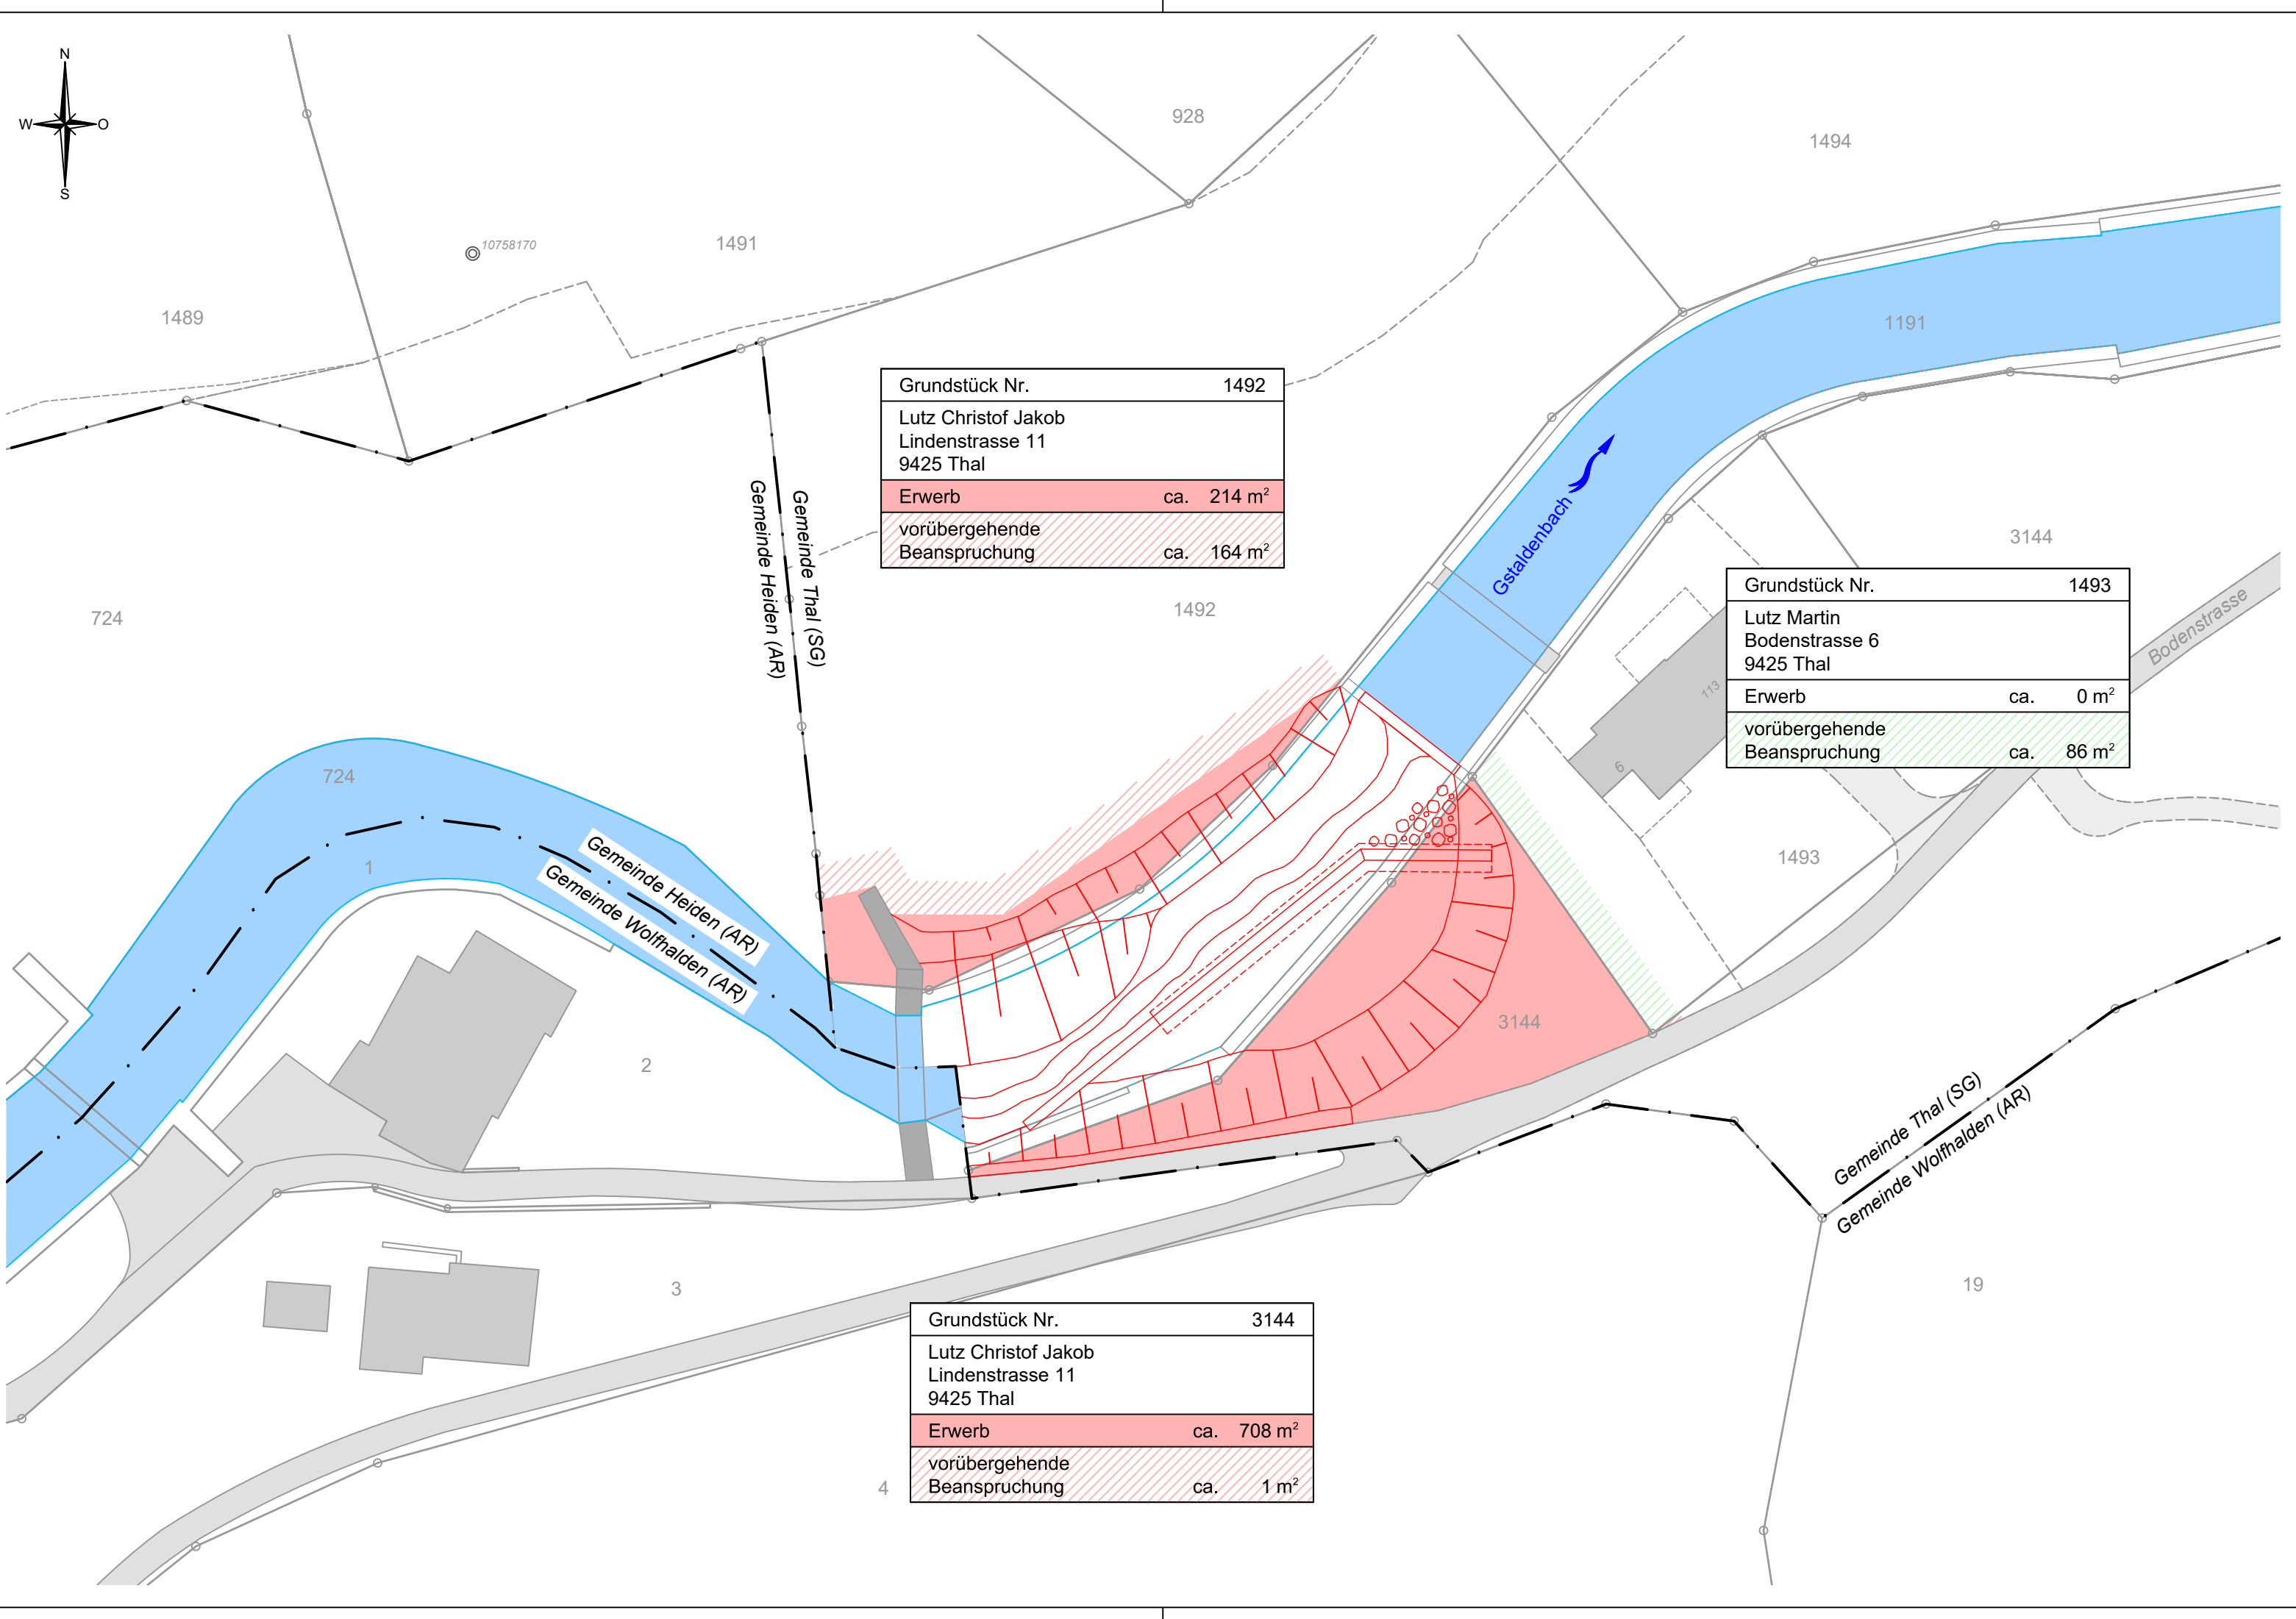 N
W
O
S
928
1494
10758170
1491
1489
1191
Grundstück Nr. 1492
Lutz Christof Jakob
Lindenstrasse 11
9425 Thal
Erwerb ca. 214 m²
vorübergehende
Beanspruchung ca. 164 m²
Gemeinde Thal (SG)
Gemeinde Heiden (AR)
Gstaldenbach
3144
724
1492
Grundstück Nr. 1493
Lutz Martin
Bodenstrasse 6
9425 Thal
Erwerb ca. 0 m²
vorübergehende
Beanspruchung ca. 86 m²
Bodenstrasse
113
6
724
1
1493
Gemeinde Heiden (AR)
Gemeinde Wolfhalden (AR)
3144
2
Gemeinde Thal (SG)
Gemeinde Wolfhalden (AR)
3
19
Grundstück Nr. 3144
Lutz Christof Jakob
Lindenstrasse 11
9425 Thal
Erwerb ca. 708 m²
vorübergehende
Beanspruchung ca. 1 m²
4